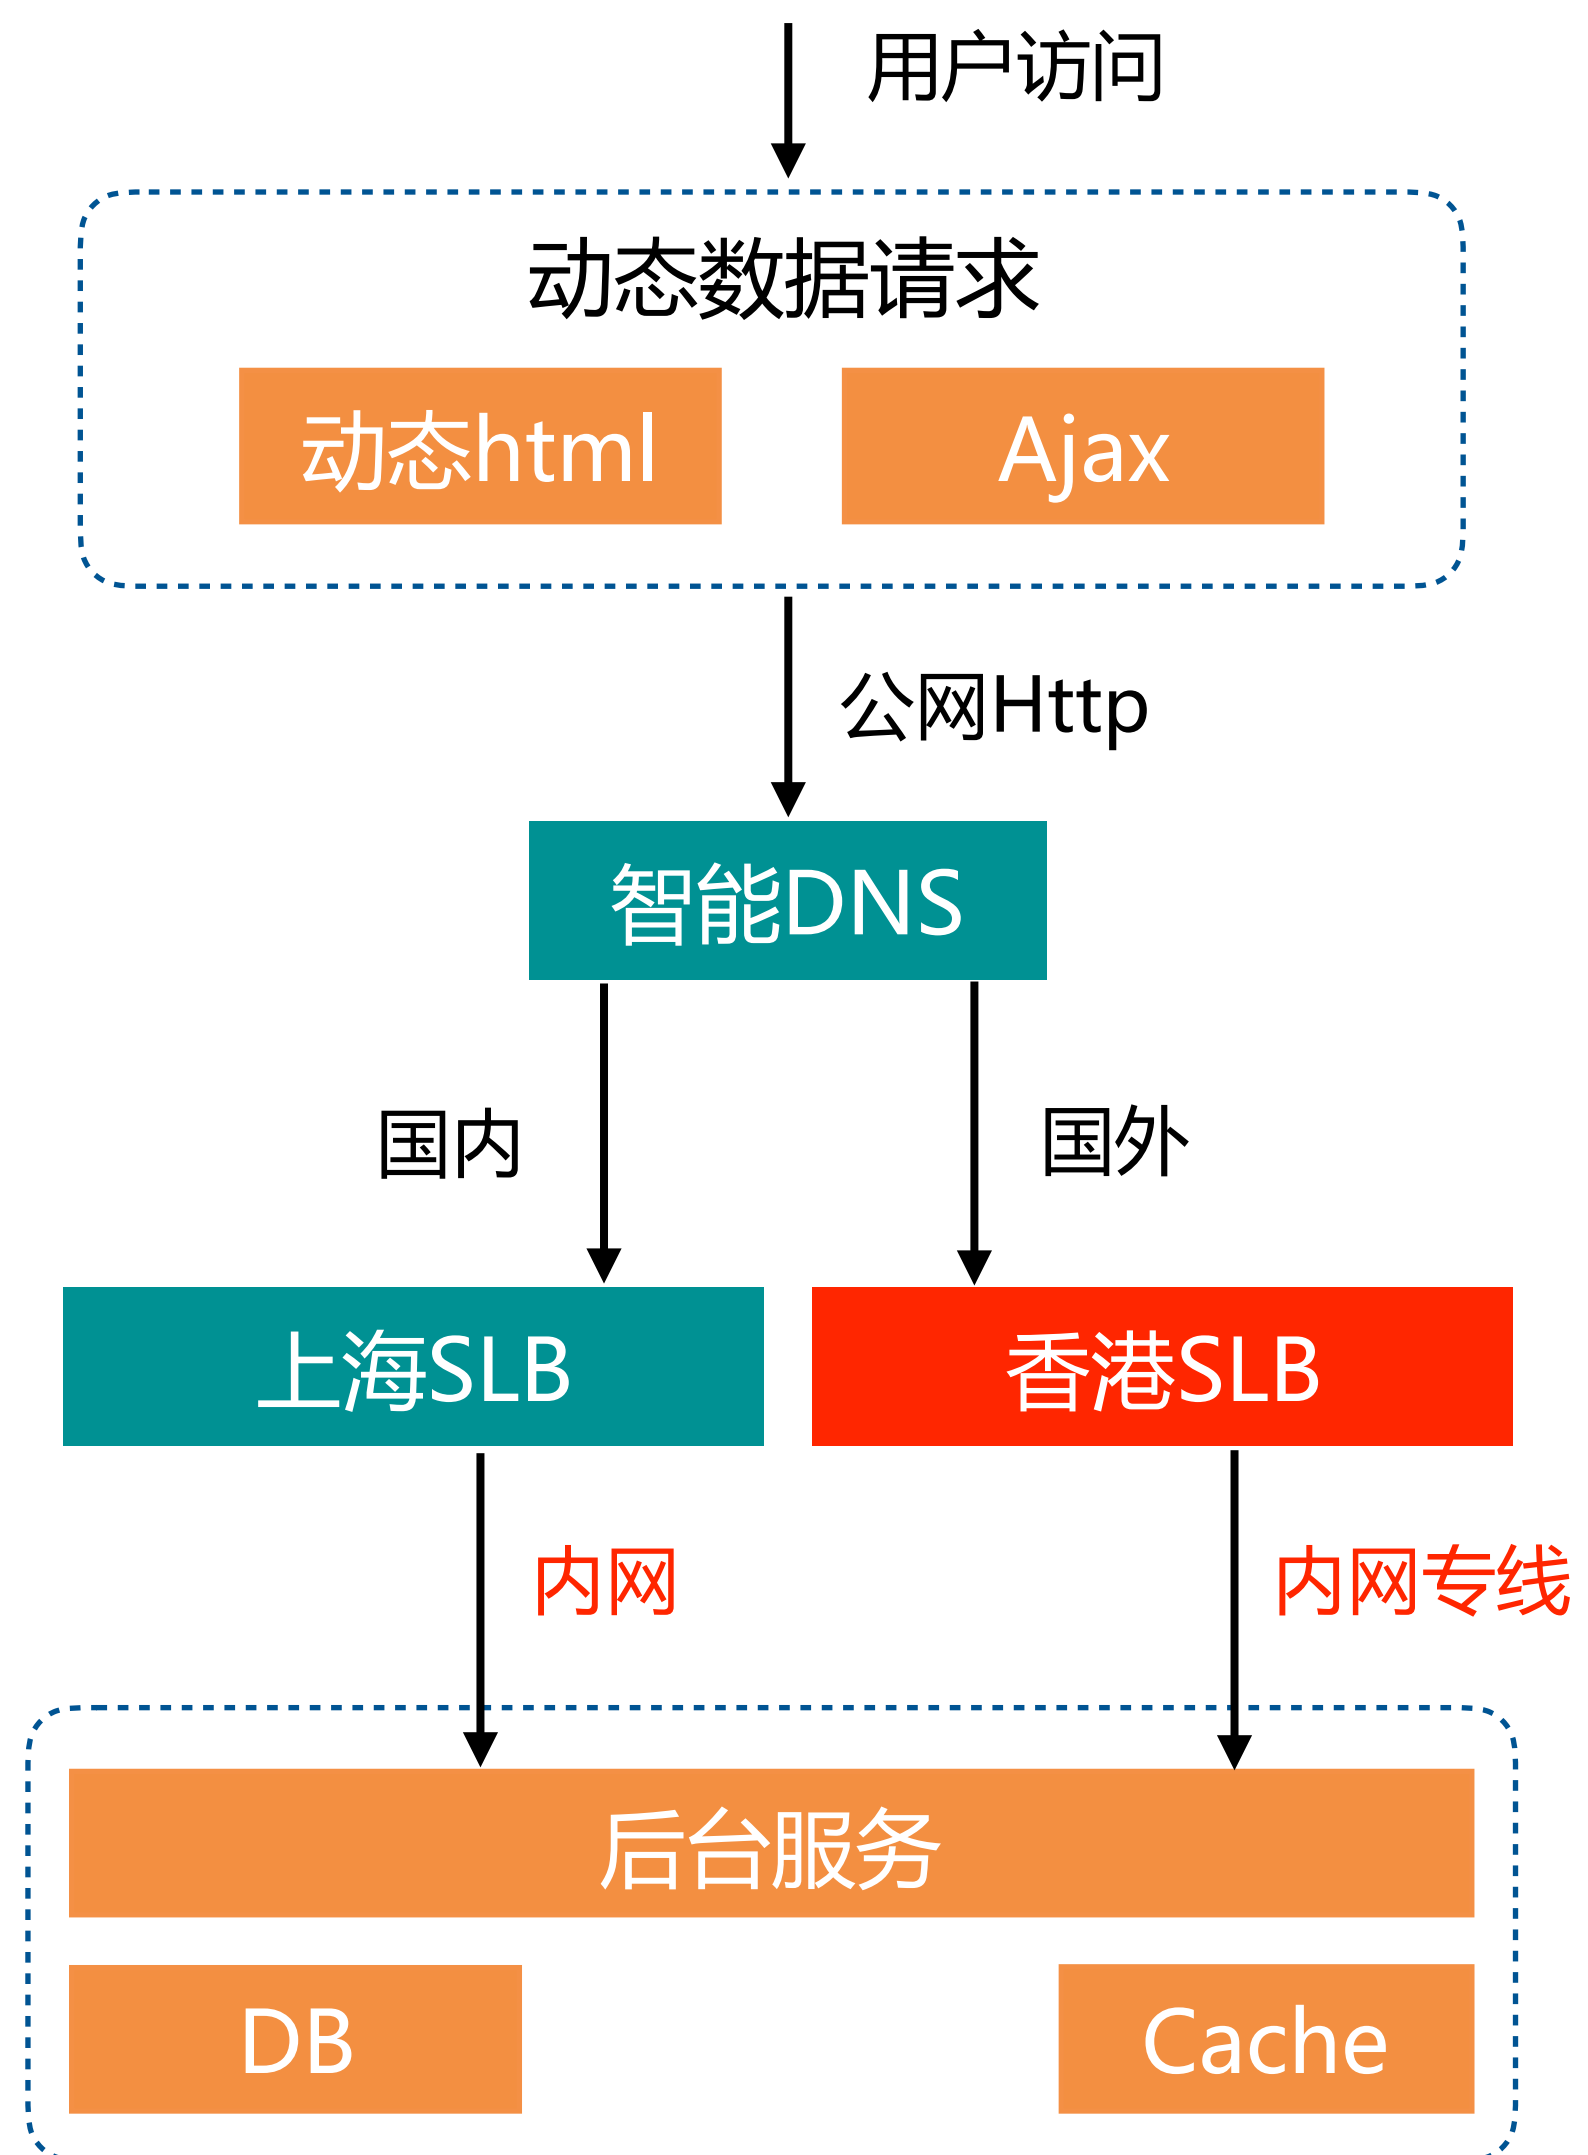 用户访问
动态数据请求
动态html
Ajax
公网Http
智能DNS
国内
国外
上海SLB
香港SLB
内网
内网专线
后台服务
DB
Cache